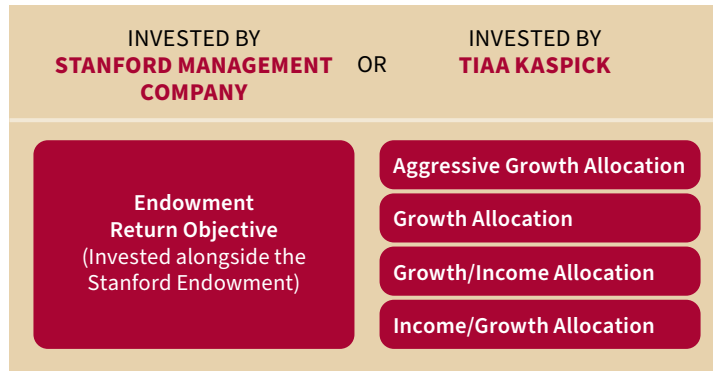 INVESTED BY
STANFORD MANAGEMENT
COMPANY
OR
INVESTED BY
TIAA KASPICK
Endowment
Return Objective
(Invested alongside the
Stanford Endowment)
Aggressive Growth Allocation
Growth Allocation
Growth/Income Allocation
Income/Growth Allocation